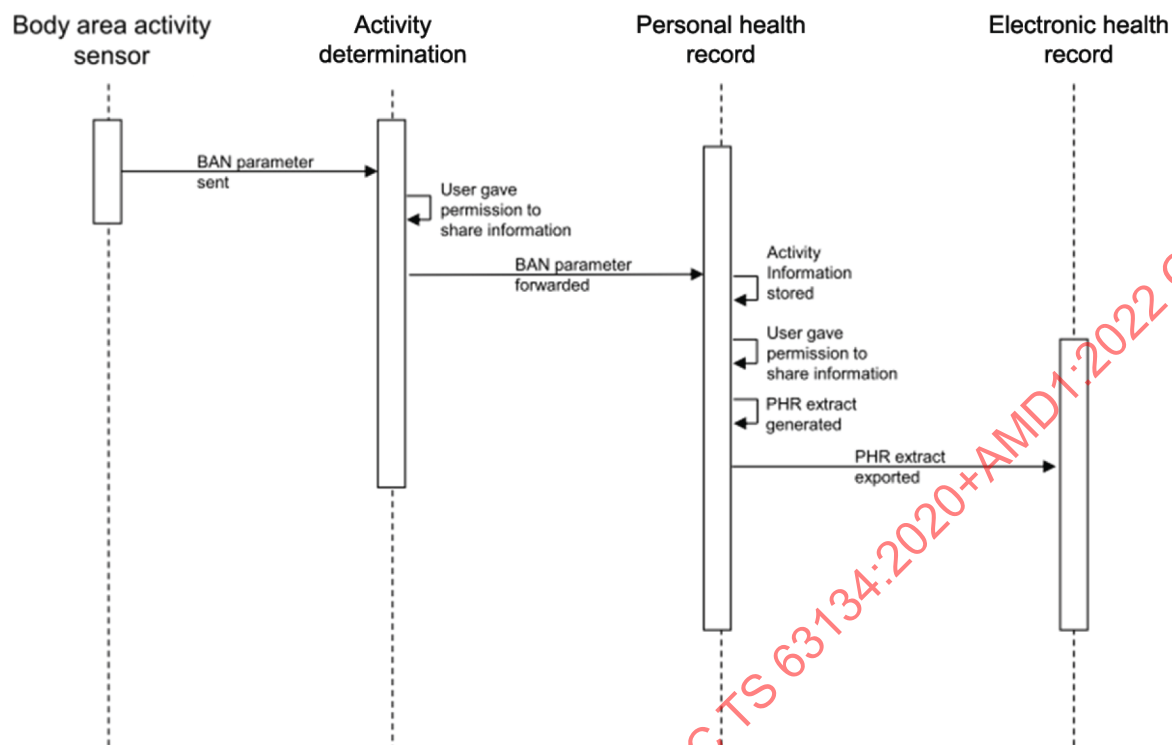 Body area activity
sensor
Activity
determination
Personal health
record
Electronic health
record
BAN parameter
sent
User gave
permission to
share information
BAN parameter
forwarded
Activity
Information
stored
User gave
permission to
share information
PHR extract
generated
PHR extract
exported
TS 63134:2020+AMD1:2022